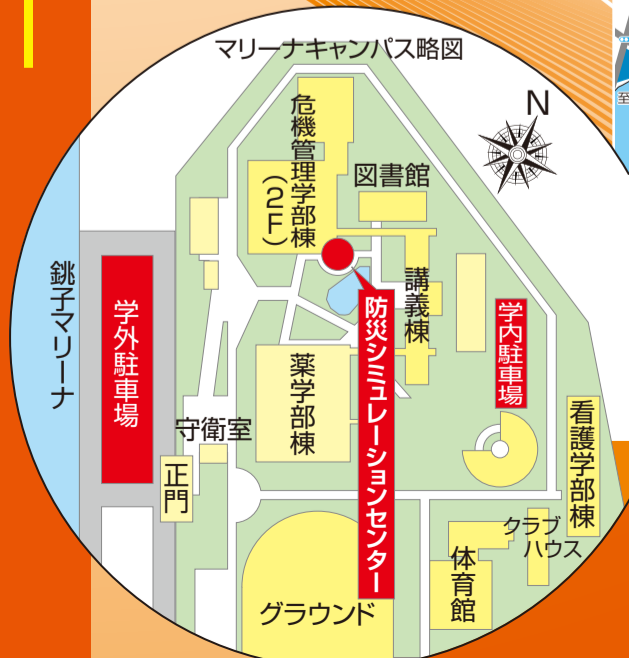 マリーナキャンパス略図
N
至
危機管理学部棟
(2F)
図書館
講義棟
防災シミュレーションセンター
銚子マリーナ
学外駐車場
薬学部棟
学内駐車場
守衛室
正門
看護学部棟
クラブ
ハウス
体育館
グラウンド